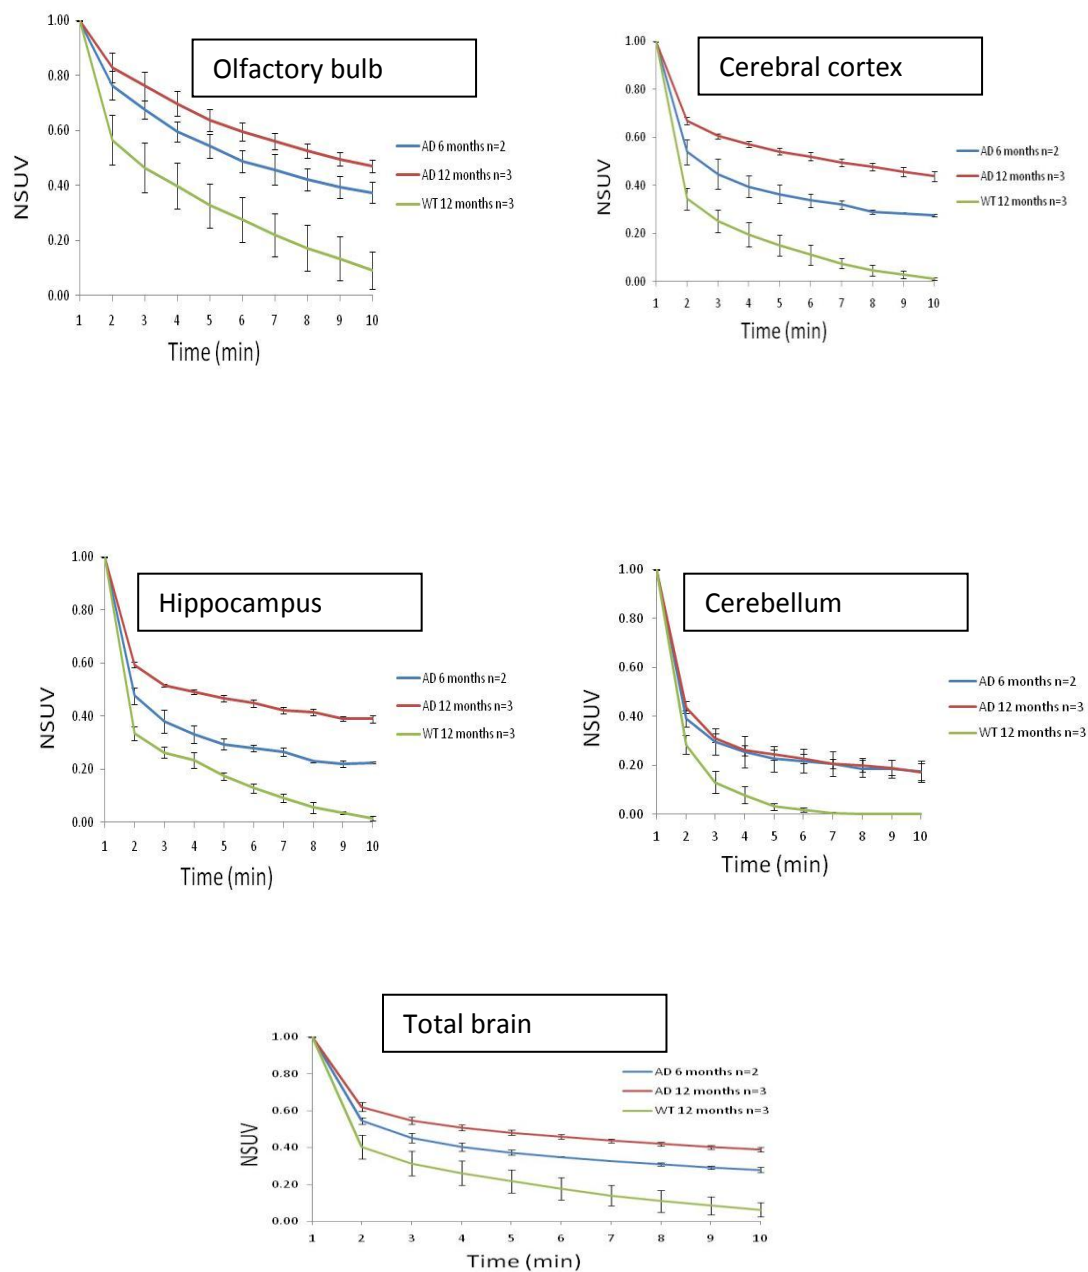 Olfactory bulb
1.00
0.80
0.60
0.40
0.20
0.00
NSUV
1 2 3 4 5 6 7 8 9 10
Time (min)
AD 6 months n=2
AD 12 months n=3
WT 12 months n=3
Cerebral cortex
1.00
0.80
0.60
0.40
0.20
0.00
NSUV
1 2 3 4 5 6 7 8 9 10
Time (min)
AD 6 months n=2
AD 12 months n=3
WT 12 months n=3
Hippocampus
1.00
0.80
0.60
0.40
0.20
0.00
NSUV
1 2 3 4 5 6 7 8 9 10
Time (min)
AD 6 months n=2
AD 12 months n=3
WT 12 months n=3
Cerebellum
1.00
0.80
0.60
0.40
0.20
0.00
NSUV
1 2 3 4 5 6 7 8 9 10
Time (min)
AD 6 months n=2
AD 12 months n=3
WT 12 months n=3
Total brain
1.00
0.80
0.60
0.40
0.20
0.00
NSUV
1 2 3 4 5 6 7 8 9 10
Time (min)
AD 6 months n=2
AD 12 months n=3
WT 12 months n=3